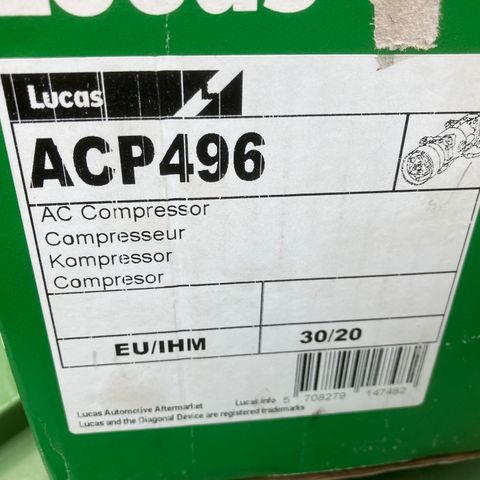 Lucas
Lucas
ACP496
AC Compressor
Compresseur
Kompressor
Compresor
EU/IHM 30/20
Lucas Automotive Aftermarket Lucas.info 5 708279 147482
Lucas and the Diagonal Device are registered trademarks